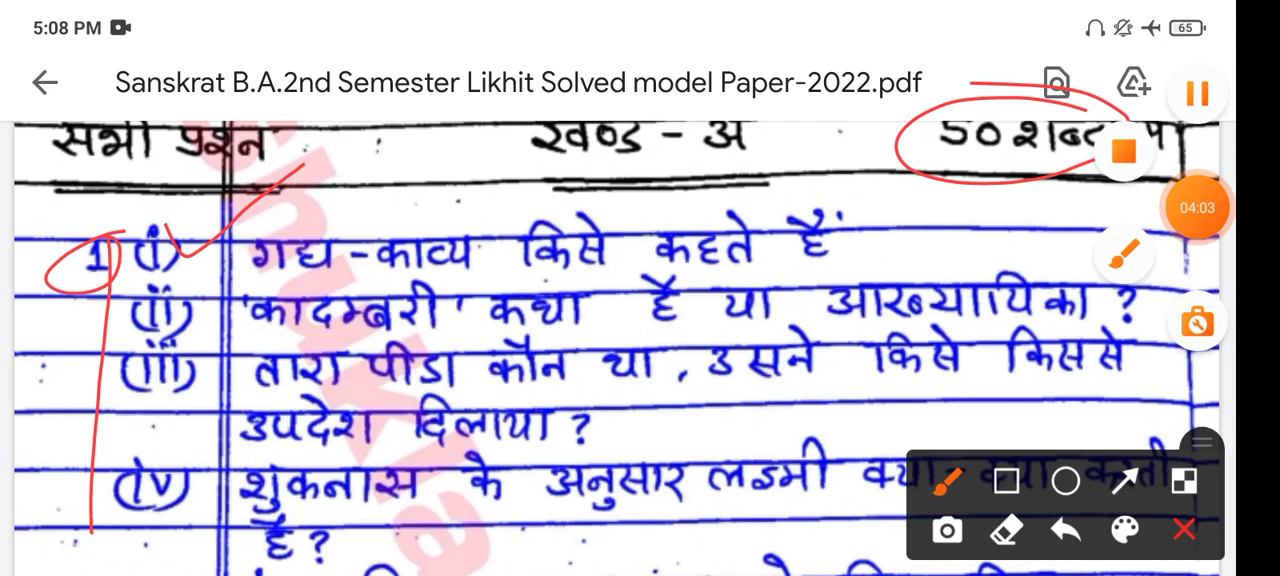 5:08 PM
65
Sanskrat B.A.2nd Semester Likhit Solved model Paper-2022.pdf
सभी प्रश्न खण्ड - अ 50 शब्द
04:03
1 (i) गद्य - काव्य किसे कहते हैं
(ii) 'कादम्बरी' कथा है या आख्यायिका ?
(iii) तारा पीडा कौन था , उसने किसे किससे
उपदेश दिलाया ?
(iv) शुकनास के अनुसार लक्ष्मी क्या - क्या करती
है ?